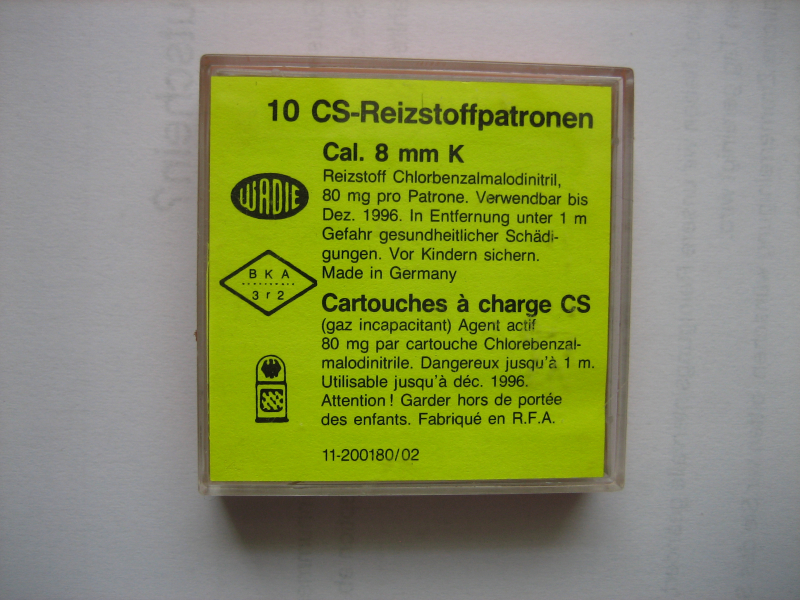 10 CS-Reizstoffpatronen
Cal. 8 mm K
Reizstoff Chlorbenzalmalodinitril,
80 mg pro Patrone. Verwendbar bis
Dez. 1996. In Entfernung unter 1 m
Gefahr gesundheitlicher Schädi-
gungen. Vor Kindern sichern.
Made in Germany
WADIE
BKA
3r2
Cartouches à charge CS
(gaz incapacitant) Agent actif
80 mg par cartouche Chlorebenzal-
malodinitrile. Dangereux jusqu'à 1 m.
Utilisable jusqu'à déc. 1996.
Attention! Garder hors de portée
des enfants. Fabriqué en R.F.A.
11-200180/02